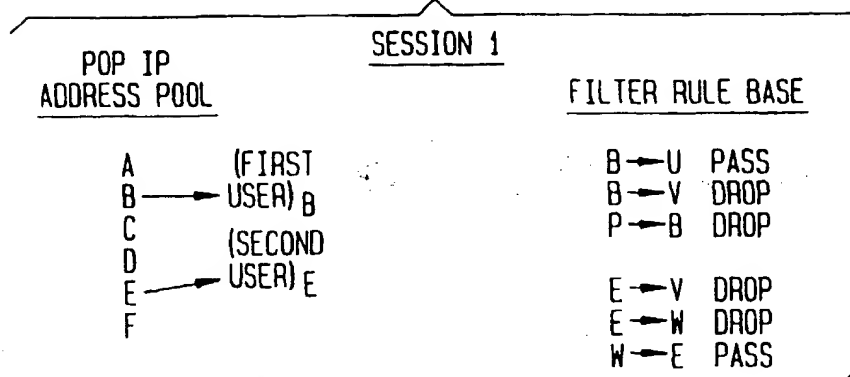 SESSION 1
POP IP
ADDRESS POOL
A
B → 
C
D
E → 
F
(FIRST
USER) B
(SECOND
USER) E
FILTER RULE BASE
B → U PASS
B → V DROP
P → B DROP
E → V DROP
E → W DROP
W → E PASS